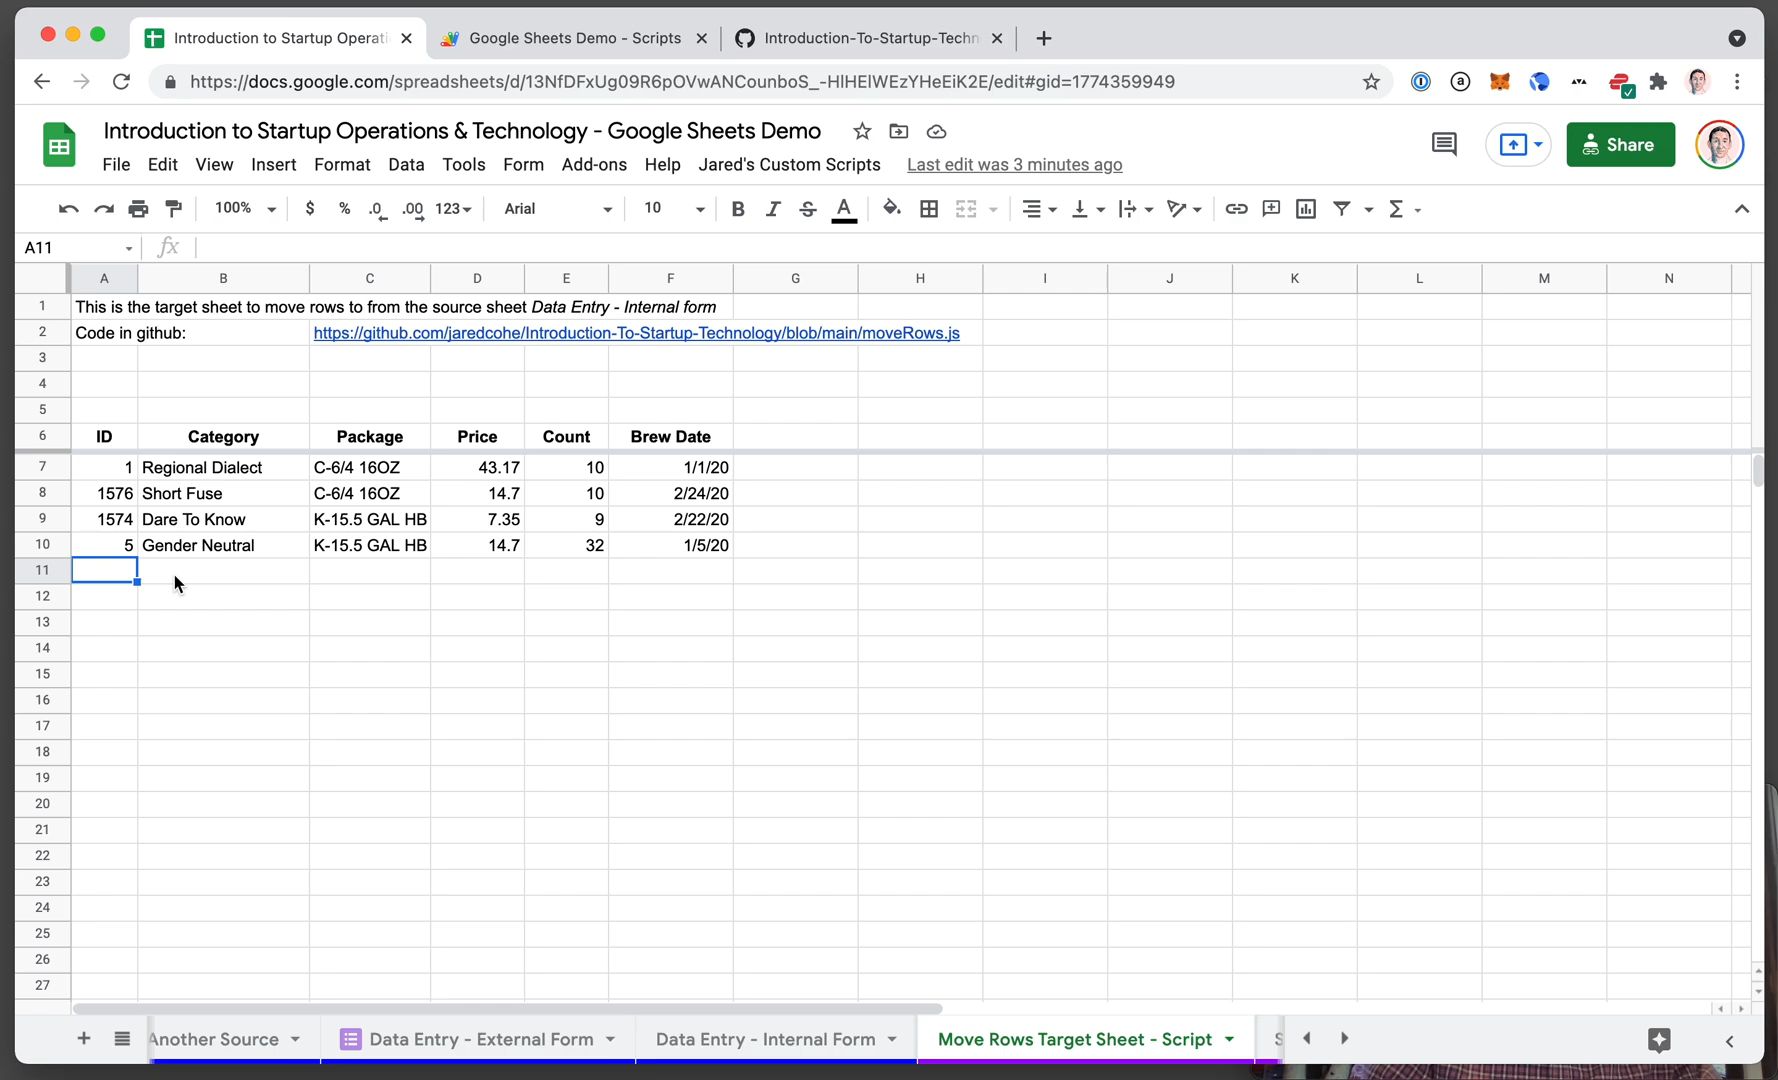 Introduction to Startup Operati
Google Sheets Demo - Scripts
Introduction-To-Startup-Techn
https://docs.google.com/spreadsheets/d/13NfDFxUg09R6pOVwANCounboS_-HIHEIWEzYHeEiK2E/edit#gid=1774359949
Introduction to Startup Operations & Technology - Google Sheets Demo
Share
File Edit View Insert Format Data Tools Form Add-ons Help Jared's Custom Scripts Last edit was 3 minutes ago
100% $ % .0 .00 123 Arial 10 B I S A
A11 fx
A B C D E F G H I J K L M N
1 This is the target sheet to move rows to from the source sheet Data Entry - Internal form
2 Code in github: https://github.com/jaredcohe/Introduction-To-Startup-Technology/blob/main/moveRows.js
3
4
5
6 ID Category Package Price Count Brew Date
7 1 Regional Dialect C-6/4 16OZ 43.17 10 1/1/20
8 1576 Short Fuse C-6/4 16OZ 14.7 10 2/24/20
9 1574 Dare To Know K-15.5 GAL HB 7.35 9 2/22/20
10 5 Gender Neutral K-15.5 GAL HB 14.7 32 1/5/20
11
12
13
14
15
16
17
18
19
20
21
22
23
24
25
26
27
Another Source Data Entry - External Form Data Entry - Internal Form Move Rows Target Sheet - Script S